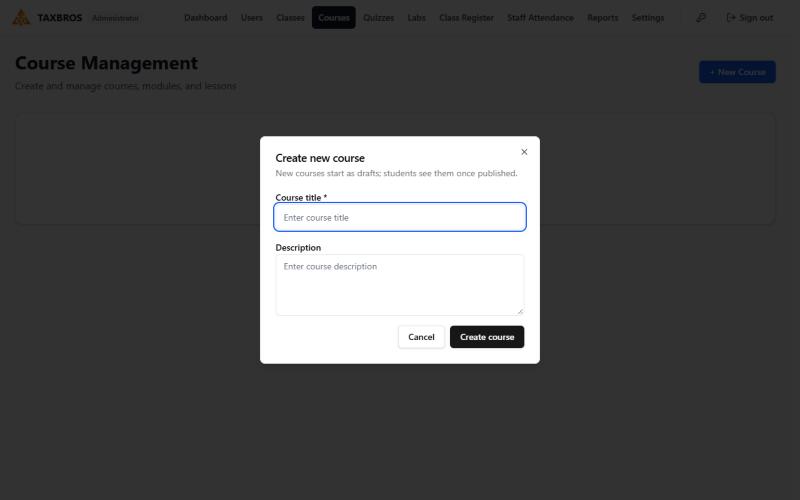 TAXBROS Administrator Dashboard Users Classes Courses Quizzes Labs Class Register Staff Attendance Reports Settings Sign out
Course Management
+ New Course
Create and manage courses, modules, and lessons
Create new course
New courses start as drafts; students see them once published.
Course title *
Enter course title
Description
Enter course description
Cancel Create course